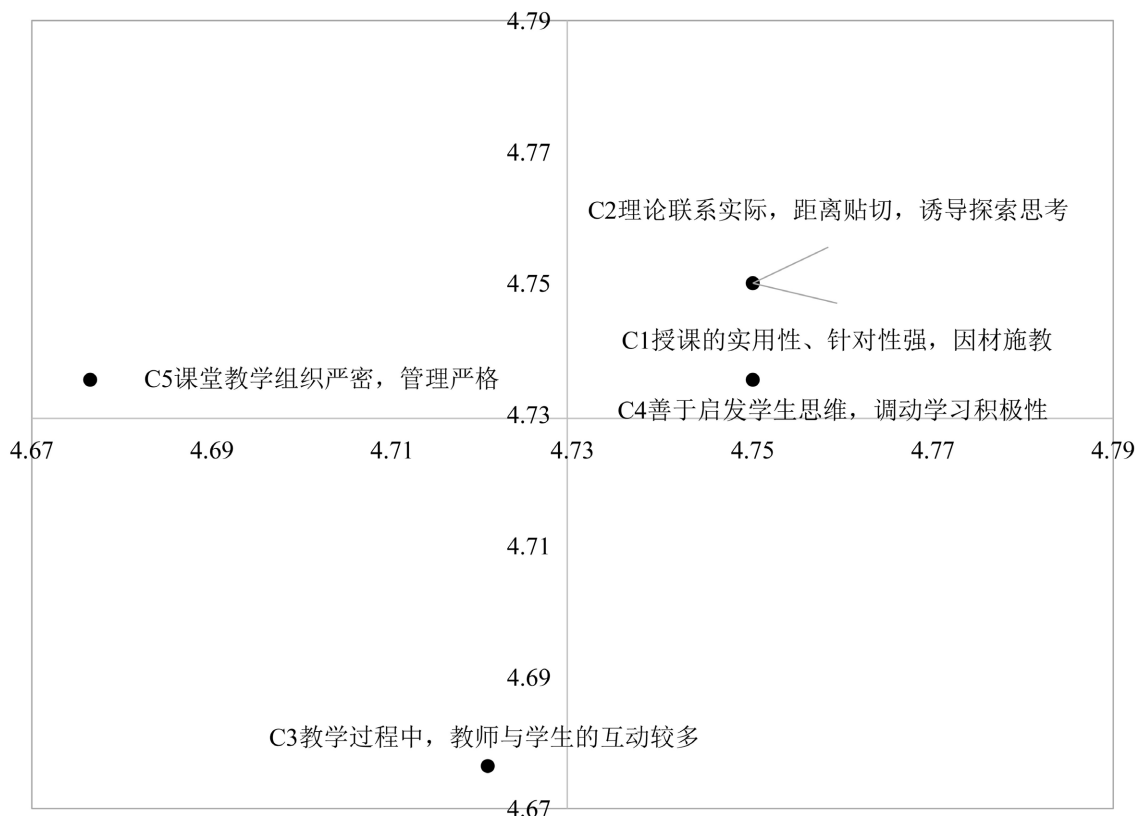 4.79
4.77
C2理论联系实际，距离贴切，诱导探索思考
4.75
C1授课的实用性、针对性强，因材施教
C5课堂教学组织严密，管理严格
C4善于启发学生思维，调动学习积极性
4.73
4.67 4.69 4.71 4.73 4.75 4.77 4.79
4.71
4.69
C3教学过程中，教师与学生的互动较多
4.67